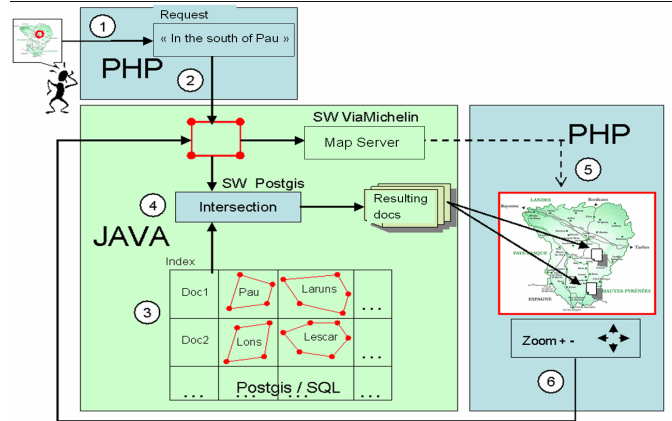 1
Request
« In the south of Pau »
PHP
2
SW ViaMichelin
Map Server
PHP
5
SW Postgis
4
Intersection
Resulting
docs
JAVA
Index
3
Doc1
Pau
Laruns
...
Doc2
Lons
Lescar
...
... ... ... ...
Postgis / SQL
LANDES
Bordeaux
Bayonne
Tarbes
PAYS BASQUE
ESPAGNE
HAUTES-PYRÉNÉES
Zoom + -
6